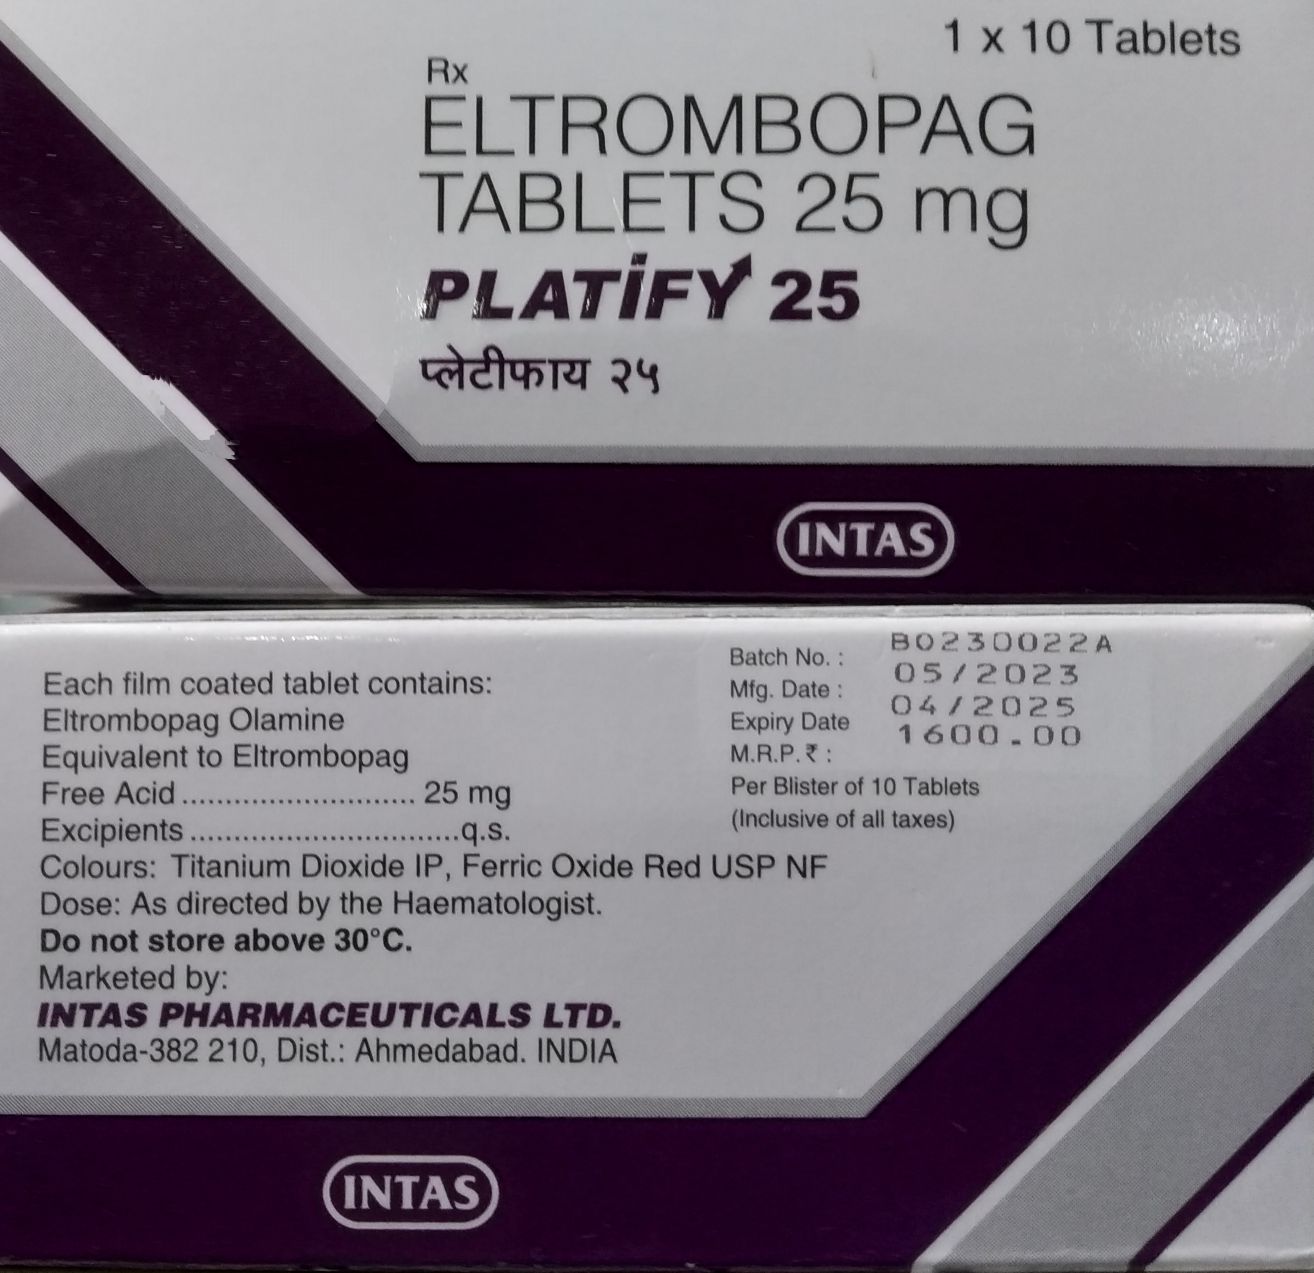 1 x 10 Tablets
Rx
ELTROMBOPAG
TABLETS 25 mg
PLATIFY 25
प्लेटीफाय २५
INTAS
Each film coated tablet contains:
Eltrombopag Olamine
Equivalent to Eltrombopag
Free Acid ........................... 25 mg
Excipients ...............................q.s.
Colours: Titanium Dioxide IP, Ferric Oxide Red USP NF
Dose: As directed by the Haematologist.
Do not store above 30°C.
Marketed by:
INTAS PHARMACEUTICALS LTD.
Matoda-382 210, Dist.: Ahmedabad. INDIA
Batch No. : B0230022A
Mfg. Date : 05/2023
Expiry Date 04/2025
M.R.P. ₹ : 1600.00
Per Blister of 10 Tablets
(Inclusive of all taxes)
INTAS